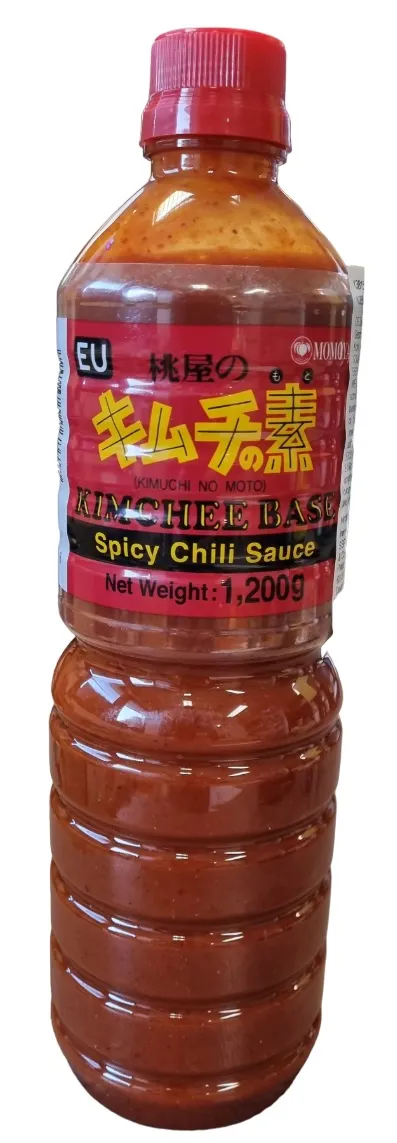 EU
MOMOYA
桃屋の
キムチの素
もと
(KIMUCHI NO MOTO)
KIMCHEE BASE
Spicy Chili Sauce
Net Weight: 1,200g